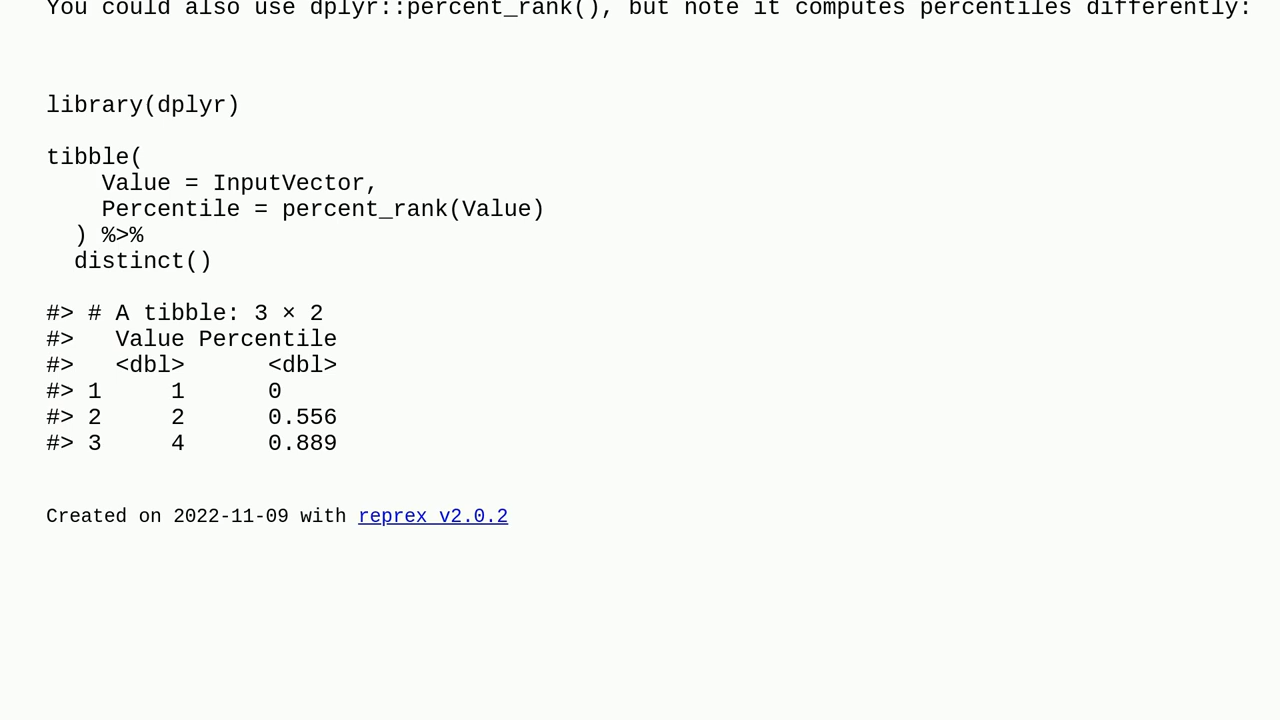 You could also use dplyr::percent_rank(), but note it computes percentiles differently:
library(dplyr)
tibble(
    Value = InputVector,
    Percentile = percent_rank(Value)
  ) %>%
  distinct()
#> # A tibble: 3 × 2
#>   Value Percentile
#>   <dbl>      <dbl>
#> 1     1      0
#> 2     2      0.556
#> 3     4      0.889
Created on 2022-11-09 with reprex v2.0.2